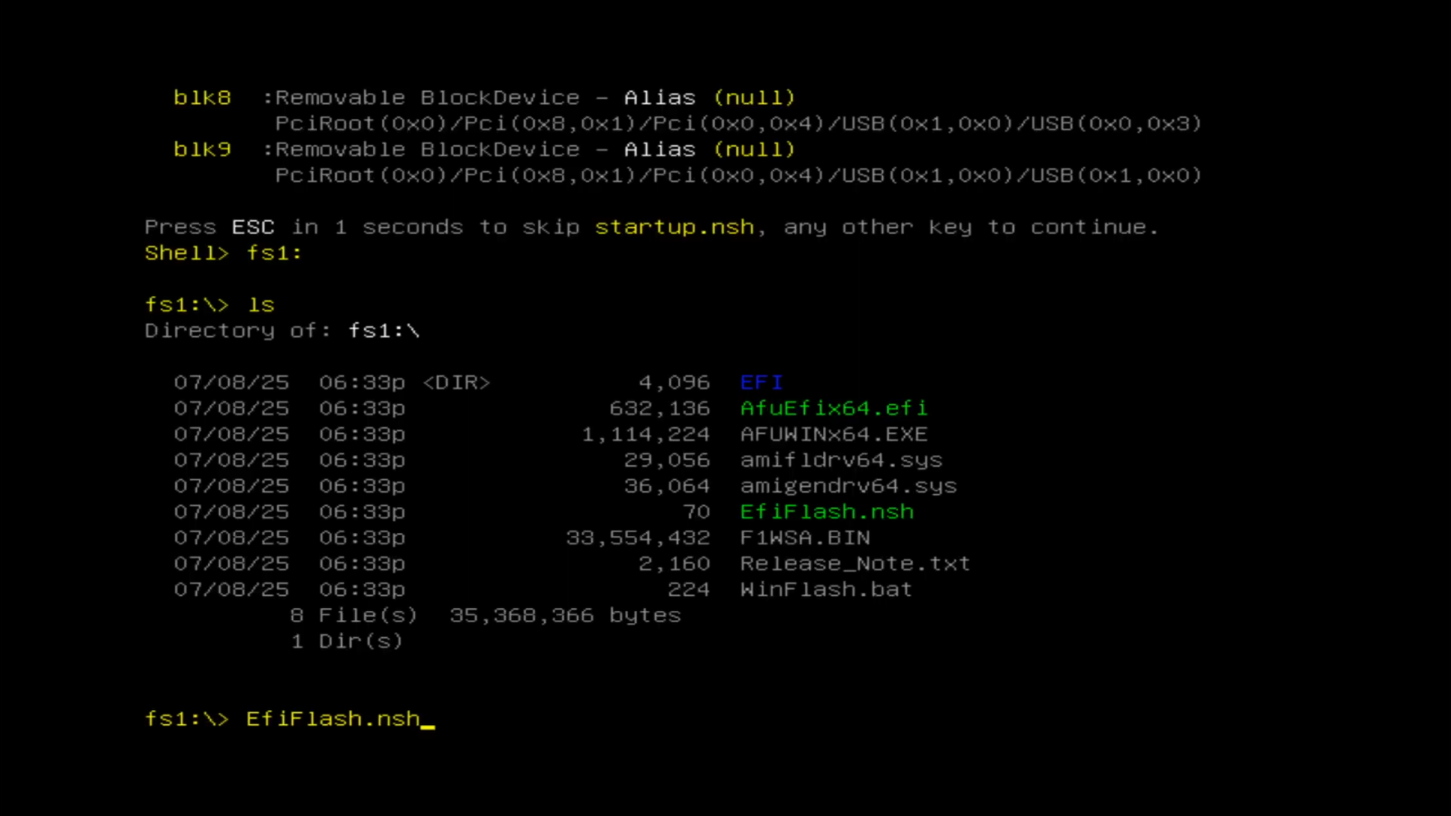 blk8 :Removable BlockDevice - Alias (null)
PciRoot(0x0)/Pci(0x8,0x1)/Pci(0x0,0x4)/USB(0x1,0x0)/USB(0x0,0x3)
blk9 :Removable BlockDevice - Alias (null)
PciRoot(0x0)/Pci(0x8,0x1)/Pci(0x0,0x4)/USB(0x1,0x0)/USB(0x1,0x0)
Press ESC in 1 seconds to skip startup.nsh, any other key to continue.
Shell> fs1:
fs1:\> ls
Directory of: fs1:\
07/08/25 06:33p <DIR> 4,096 EFI
07/08/25 06:33p 632,136 AfuEfix64.efi
07/08/25 06:33p 1,114,224 AFUWINx64.EXE
07/08/25 06:33p 29,056 amifldrv64.sys
07/08/25 06:33p 36,064 amigendrv64.sys
07/08/25 06:33p 70 EfiFlash.nsh
07/08/25 06:33p 33,554,432 F1WSA.BIN
07/08/25 06:33p 2,160 Release_Note.txt
07/08/25 06:33p 224 WinFlash.bat
8 File(s) 35,368,366 bytes
1 Dir(s)
fs1:\> EfiFlash.nsh_